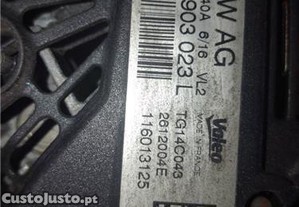 W AG
40A 6/16 VL2
903 023 L
Valeo
MADE IN FRANCE
TG14C043
2612004E
116013125
CustoJusto.pt